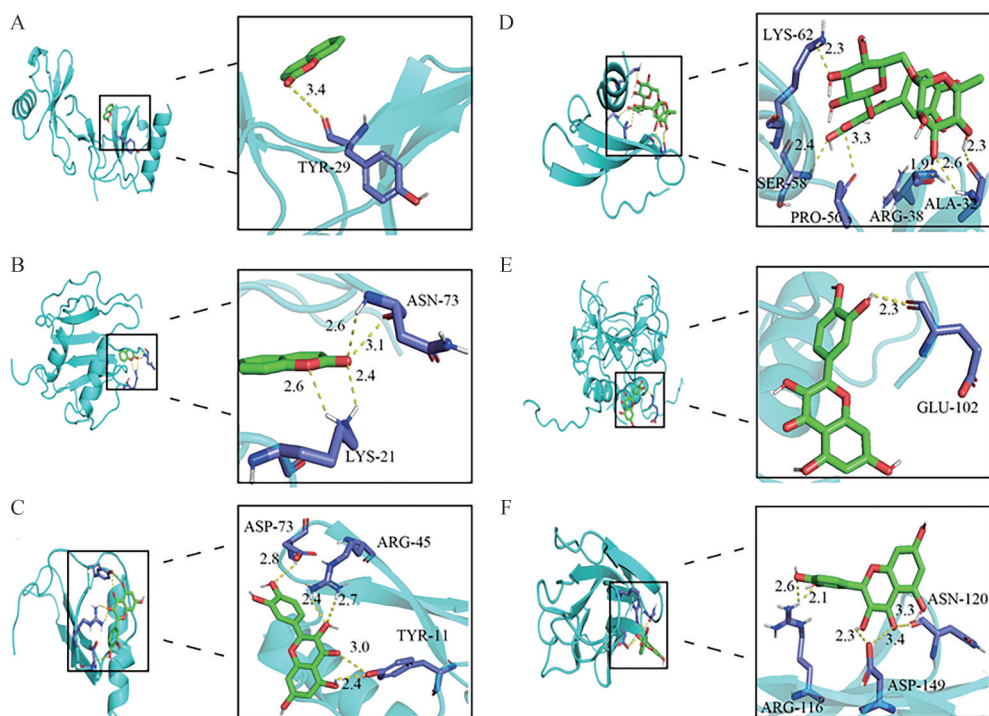 A
3.4
TYR-29
B
ASN-73
2.6
3.1
2.4
2.6
LYS-21
C
ASP-73
ARG-45
2.8
2.4
2.7
TYR-11
3.0
2.4
D
LYS-62
2.3
3.3
2.4
2.3
1.9
2.6
SER-58
ALA-32
PRO-56
ARG-38
E
2.3
GLU-102
F
2.6
2.1
3.3
ASN-120
2.3
3.4
ASP-149
ARG-116